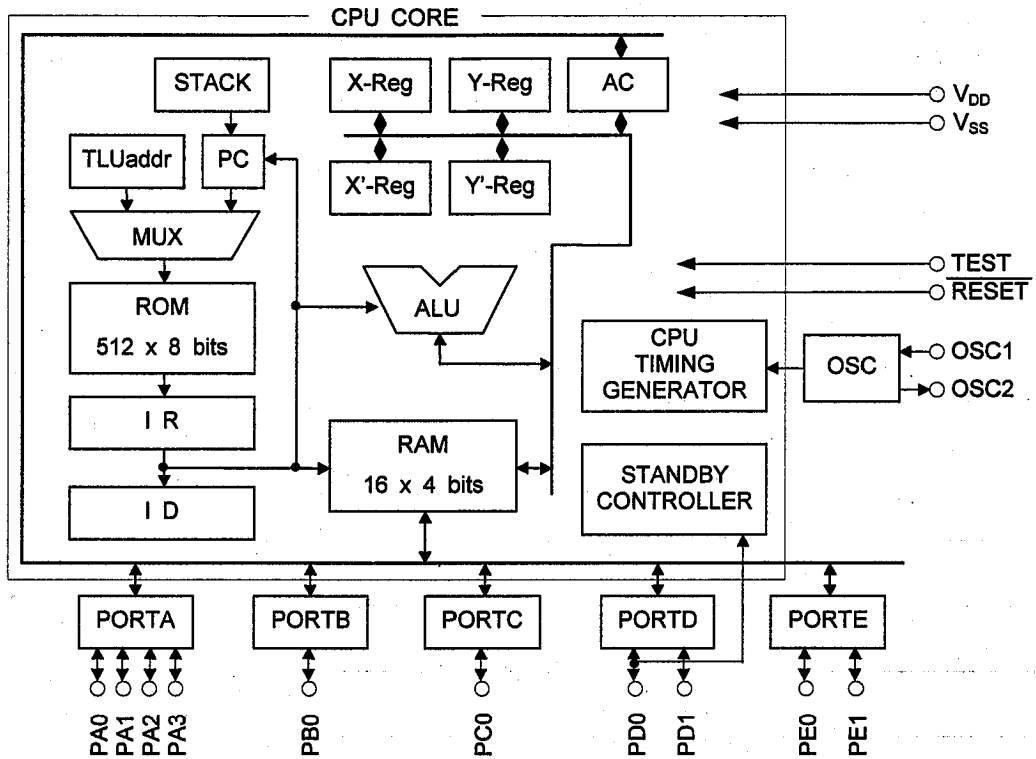 CPU CORE
STACK
X-Reg
Y-Reg
AC
V_DD
V_SS
TLUaddr
PC
X'-Reg
Y'-Reg
MUX
TEST
RESET
ROM
512 x 8 bits
ALU
CPU
TIMING
GENERATOR
OSC
OSC1
OSC2
I R
RAM
16 x 4 bits
STANDBY
CONTROLLER
I D
PORTA
PORTB
PORTC
PORTD
PORTE
PA0
PA1
PA2
PA3
PB0
PC0
PD0
PD1
PE0
PE1